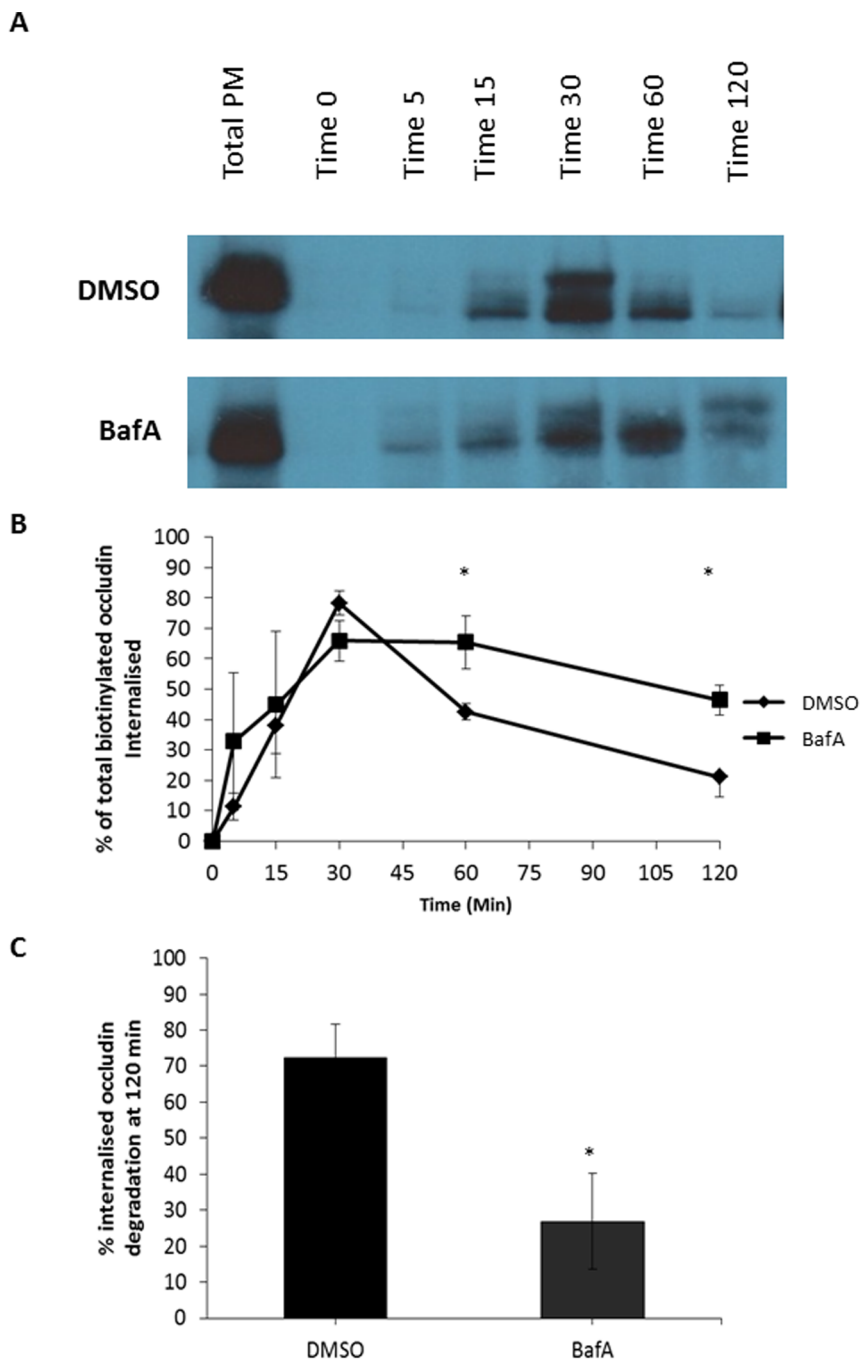 A
Total PM
Time 0
Time 5
Time 15
Time 30
Time 60
Time 120
DMSO
BafA
B
% of total biotinylated occludin
Internalised
100
90
80
70
60
50
40
30
20
10
0
*
*
DMSO
BafA
0 15 30 45 60 75 90 105 120
Time (Min)
C
% internalised occludin
degradation at 120 min
100
90
80
70
60
50
40
30
20
10
0
*
DMSO BafA